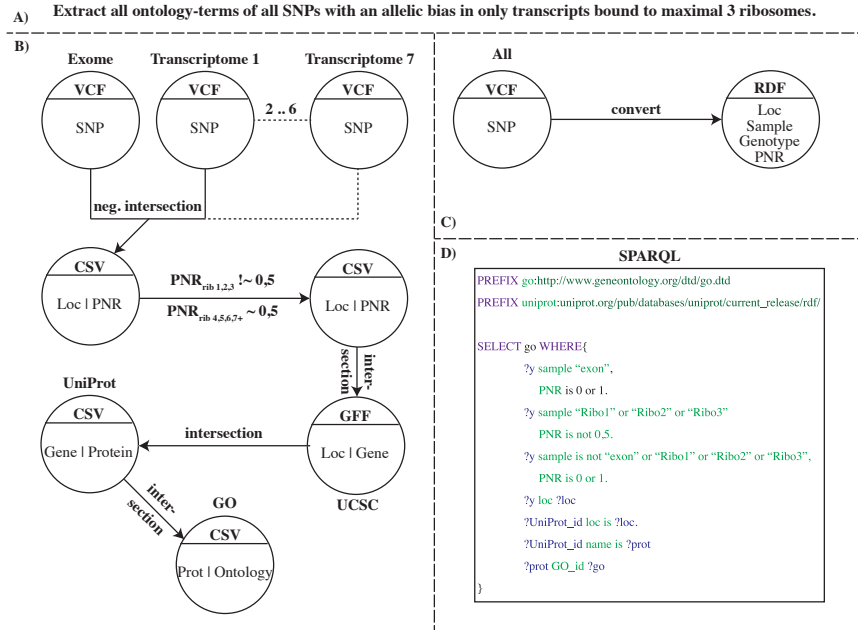 A)
Extract all ontology-terms of all SNPs with an allelic bias in only transcripts bound to maximal 3 ribosomes.
B)
Exome
Transcriptome 1
Transcriptome 7
VCF
SNP
VCF
SNP
2 .. 6
VCF
SNP
neg. intersection
CSV
Loc | PNR
PNR rib 1,2,3 !~ 0,5
PNR rib 4,5,6,7+ ~ 0,5
CSV
Loc | PNR
inter-
section
UniProt
CSV
Gene | Protein
intersection
GFF
Loc | Gene
UCSC
inter-
section
GO
CSV
Prot | Ontology
All
VCF
SNP
convert
RDF
Loc
Sample
Genotype
PNR
C)
D)
SPARQL
PREFIX go:http://www.geneontology.org/dtd/go.dtd
PREFIX uniprot:uniprot.org/pub/databases/uniprot/current_release/rdf/
SELECT go WHERE{
?y sample “exon”,
PNR is 0 or 1.
?y sample “Ribo1” or “Ribo2” or “Ribo3”
PNR is not 0,5.
?y sample is not “exon” or “Ribo1” or “Ribo2” or “Ribo3”,
PNR is 0 or 1.
?y loc ?loc
?UniProt_id loc is ?loc.
?UniProt_id name is ?prot
?prot GO_id ?go
}